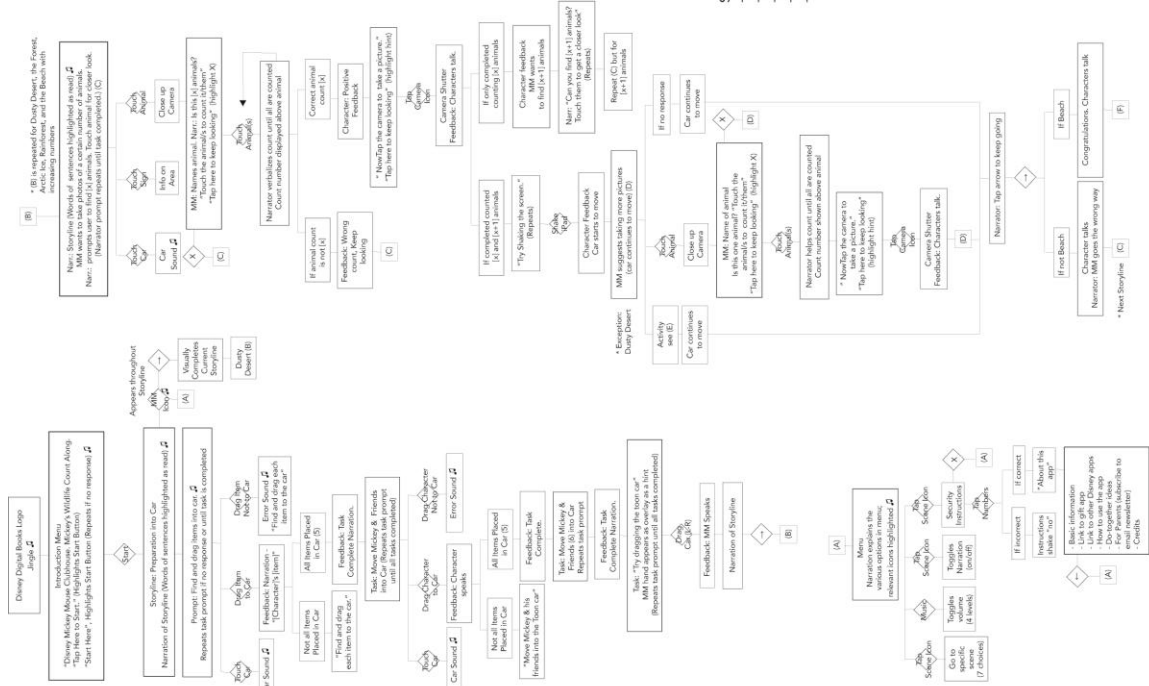 Disney Digital Books Logo
Jingle ♫
Introduction Menu
"Disney Mickey Mouse Clubhouse. Mickey's Wildlife Count Along.
"Tap Here to Start." (Highlights Start Button)
"Start Here", Highlights Start Button (Repeats if no response) ♫
Start
Storyline: Preparation into Car
Narration of Storyline (Words of sentences highlighted as read) ♫
Appears throughout
Storyline
MM
Icon ♫
(A)
→
Visually
Completes
Current
Storyline
Dusty
Desert (B)
Prompt: Find and drag items into car. ♫
Repeats task prompt if no response or until task is completed
Touch
Car
Drag Item
to Car
Drag Item
Not to Car
Sound ♫
Feedback: Narration -
"[Character's Item]"
Error Sound ♫
"Find and drag each
item to the car"
Not all Items
Placed in Car
All Items Placed
in Car (5)
"Find and drag
each item to the car."
Feedback: Task
Complete Narration.
Task: Move Mickey & Friends
into Car (Repeats task prompt
until all tasks completed)
Touch
Car
Drag Character
to Car
Drag Character
Not to Car
Car Sound ♫
Feedback: Character
speaks
Error Sound ♫
Not all Items
Placed in Car
All Items Placed
in Car (5)
"Move Mickey & his
friends into the Toon car"
Feedback: Task
Complete.
Task: Move Mickey &
Friends (6) into Car
Repeats task prompt
Feedback: Task
Complete Narration.
Task: "Try dragging the toon car"
MM hand appears as overlay as a hint
(Repeats task prompt until all tasks completed)
Drag
Car (L-R)
Feedback: MM Speaks
Narration of Storyline
→
(B)
(A)
Menu
Narration explains the
various options in menu;
relevant icons highlighted ♫
Tap
Scene Icon
Music
Tap
Scene Icon
Tap
Scene Icon
Go to
specific
scene
(7 choices)
Toggles
volume
(4 levels)
Toggles
Narration
(on/off)
Security
Instructions
X
(A)
Tap
Numbers
If incorrect
If correct
Instructions
shake "no"
"About this
app"
Basic information
- Link to gift app
- Link to other Disney apps
- How to use the app
- Do-together ideas
- For Parents (subscribe to
email newsletter)
- Credits
←
(A)
(B)
* (B) is repeated for Dusty Desert, the Forest,
Arctic Ice, Rainforest, and the Beach with
increasing numbers
Narr.: Storyline (Words of sentences highlighted as read) ♫
MM wants to take photos of a certain number of animals.
Narr.: prompts user to find [x] animals. Touch animal for closer look.
(Narrator prompt repeats until task completed.) (C)
Touch
Car
Touch
Sign
Touch
Animal
Car
Sound ♫
Info on
Area
Close up
Camera
X
(C)
MM: Names animal. Narr: Is this [x] animals?
"Touch the animal/s to count it/them"
"Tap here to keep looking" (highlight X)
Touch
Animal(s)
Narrator verbalizes count until all are counted
Count number displayed above animal
If animal count
is not [x]
Correct animal
count [x]
Feedback: Wrong
count, Keep
looking
Character: Positive
Feedback
(C)
" NowTap the camera to take a picture."
"Tap here to keep looking" (highlight hint)
Tap
Camera
Icon
Camera Shutter
Feedback: Characters talk.
If completed counted
[x] and [x+1] animals
If only completed
counting [x] animals
"Try Shaking the screen."
(Repeats)
Character feedback
MM wants
to find [x+1] animals
Shake
iPad
Narr: "Can you find [x+1] animals?
Touch them to get a closer look"
(Repeats)
Character Feedback
Car starts to move
Repeat (C) but for
[x+1] animals
* Exception:
Dusty Desert
MM suggests taking more pictures
(car continues to move) (D)
Activity
see (E)
Touch
Animal
If no response
Car continues
to move
Close up
Camera
Car continues
to move
MM: Name of animal
Is this one animal? "Touch the
animal/s to count it/them"
"Tap here to keep looking" (highlight X)
X
(D)
Touch
Animal(s)
Narrator helps count until all are counted
Count number shown above animal
" NowTap the camera to
take a picture."
"Tap here to keep looking"
(highlight hint)
Tap
Camera
Icon
Camera Shutter
Feedback: Characters talk.
(D)
Narrator: Tap arrow to keep going
→
If not Beach
If Beach
Character talks
Narrator: MM goes the wrong way
Congratulations. Characters talk
(C)
(F)
* Next Storyline